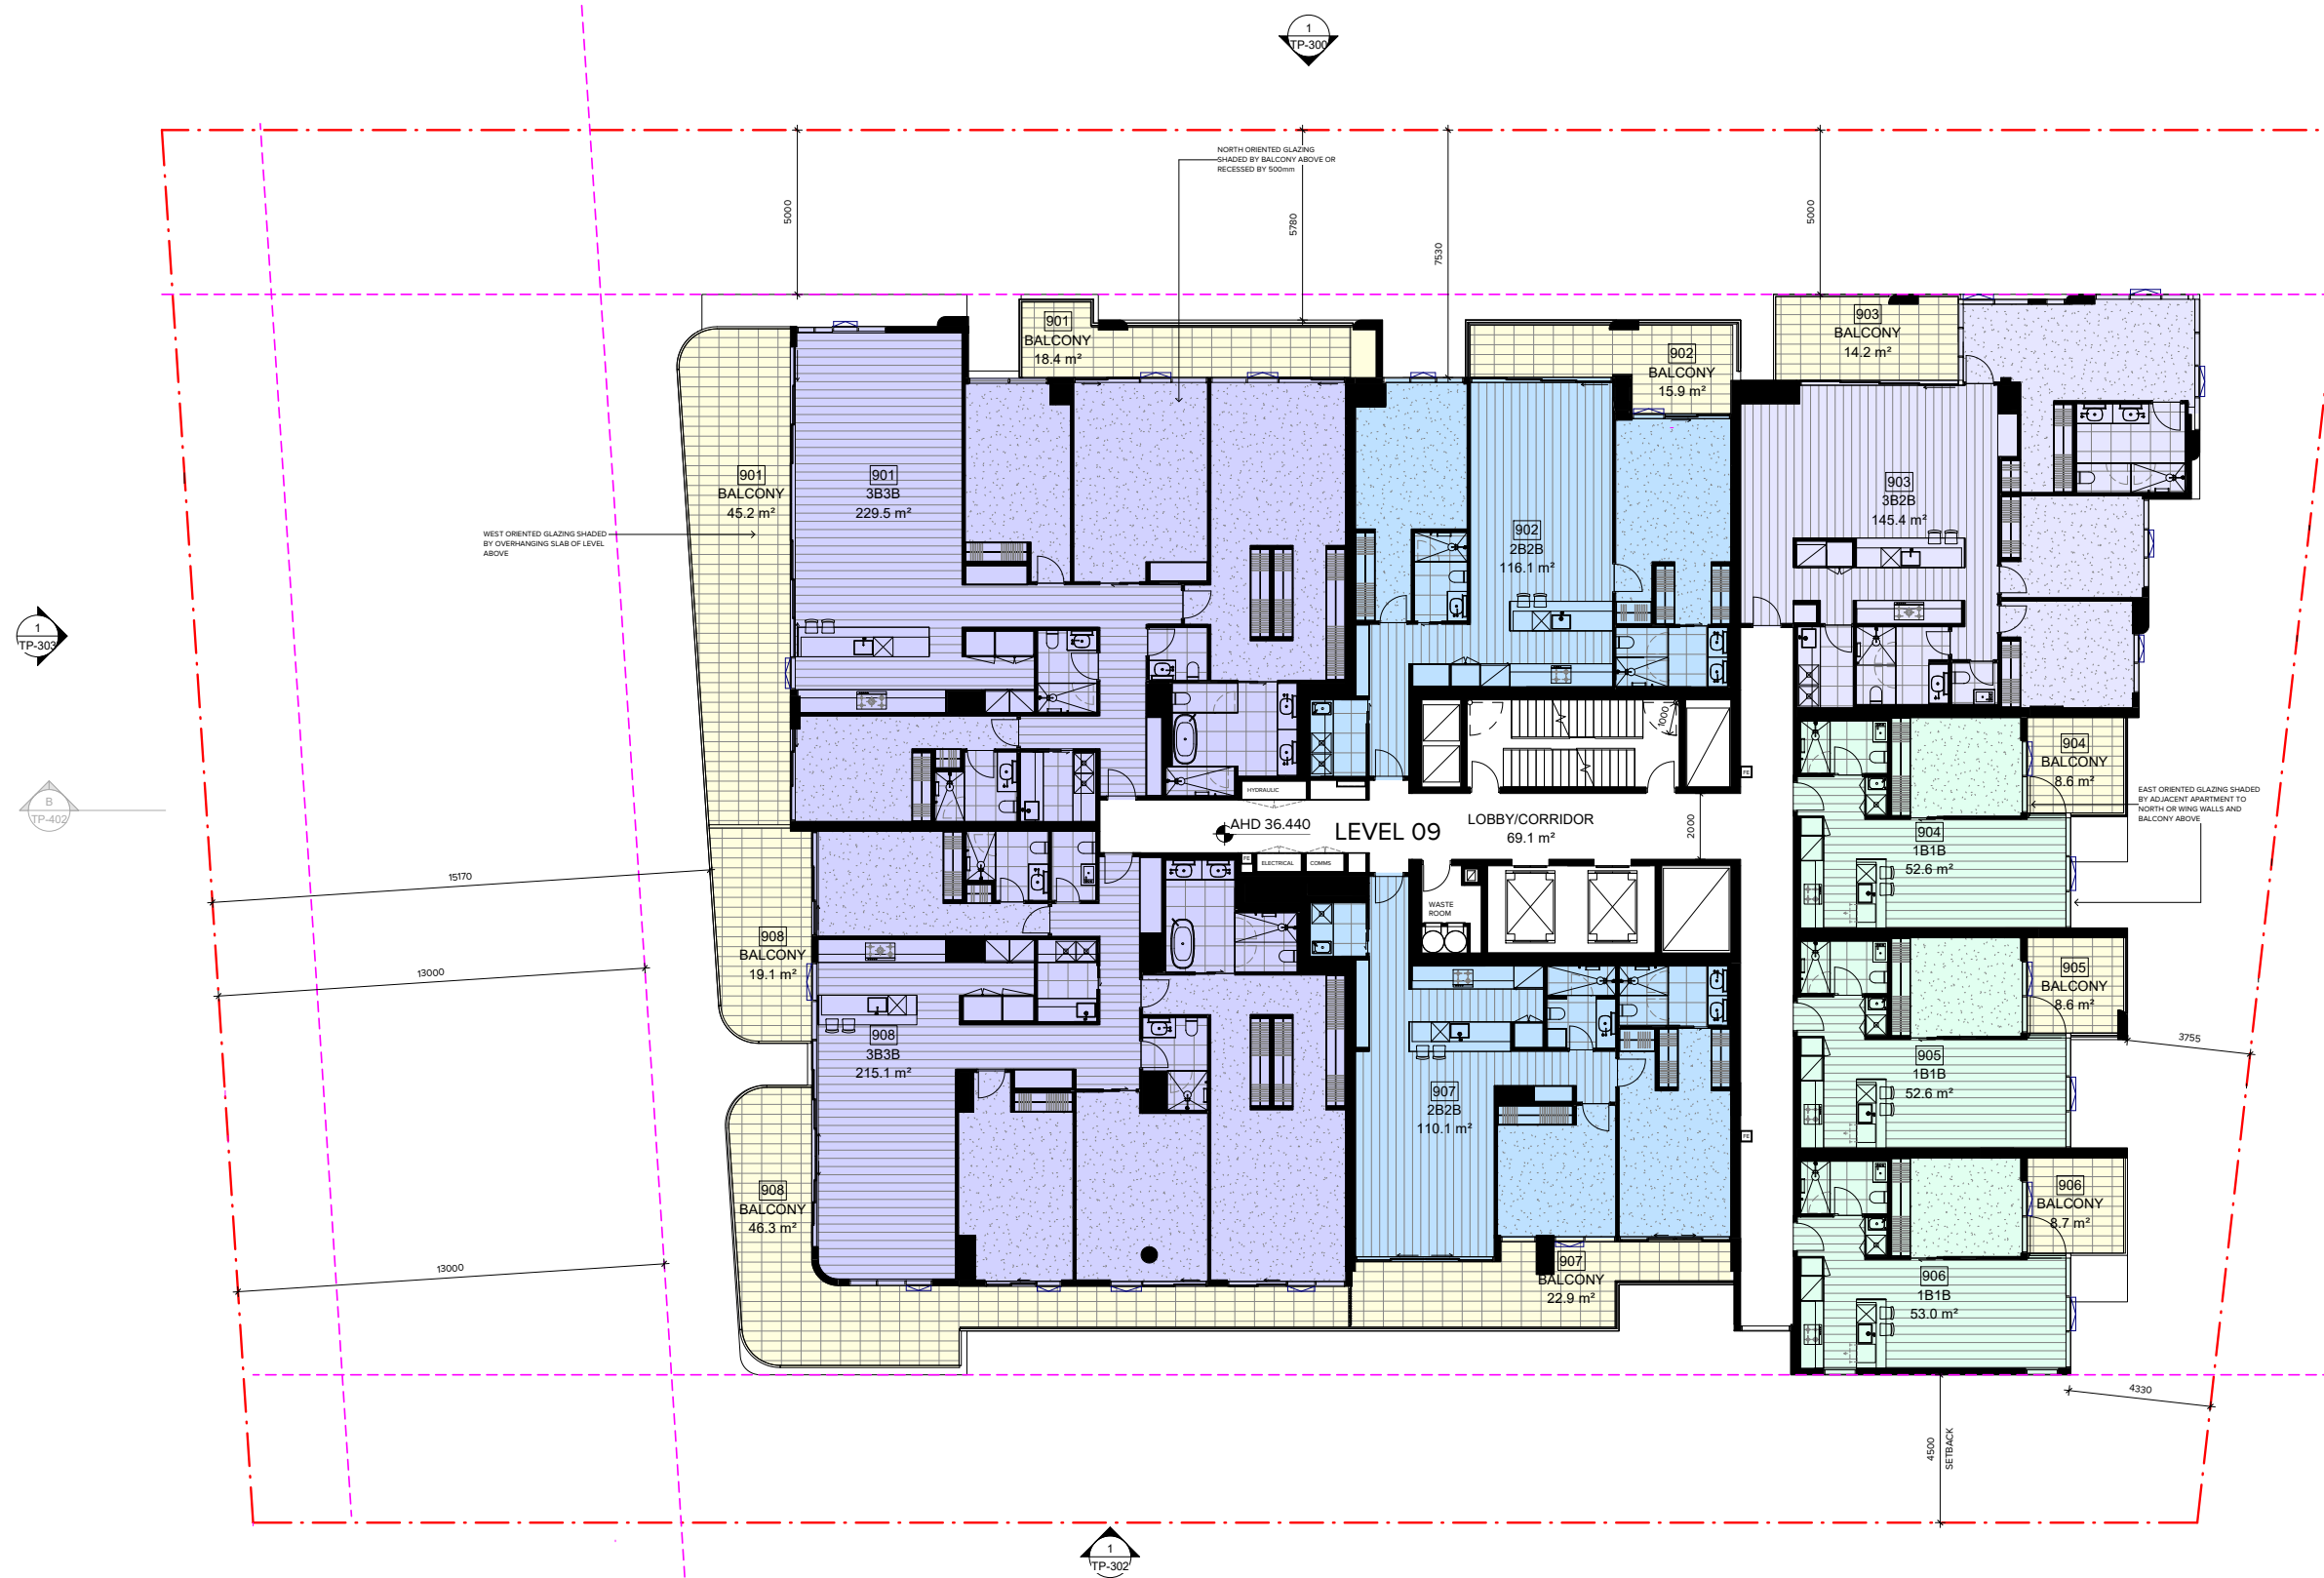 1
TP-300
NORTH ORIENTED GLAZING
SHADED BY BALCONY ABOVE OR
RECESSED BY 500mm
5000
5780
7530
5000
901
BALCONY
18.4 m²
902
BALCONY
15.9 m²
903
BALCONY
14.2 m²
901
BALCONY
45.2 m²
901
3B3B
229.5 m²
902
2B2B
116.1 m²
903
3B2B
145.4 m²
WEST ORIENTED GLAZING SHADED
BY OVERHANGING SLAB OF LEVEL
ABOVE
1
TP-303
B
TP-402
1000
904
BALCONY
8.6 m²
FE
HYDRAULIC
EAST ORIENTED GLAZING SHADED
BY ADJACENT APARTMENT TO
NORTH OR WING WALLS AND
BALCONY ABOVE
AHD 36.440
LEVEL 09
LOBBY/CORRIDOR
69.1 m²
2000
904
1B1B
52.6 m²
FE
ELECTRICAL
COMMS
15170
WASTE
ROOM
908
BALCONY
19.1 m²
13000
905
BALCONY
8.6 m²
908
3B3B
215.1 m²
3755
905
1B1B
52.6 m²
907
2B2B
110.1 m²
FE
908
BALCONY
46.3 m²
906
BALCONY
8.7 m²
13000
907
BALCONY
22.9 m²
906
1B1B
53.0 m²
4330
4500
SETBACK
1
TP-302